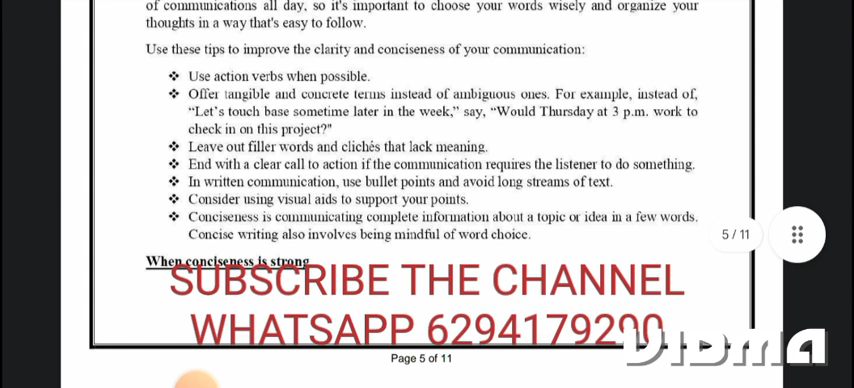 of communications all day, so it's important to choose your words wisely and organize your
thoughts in a way that's easy to follow.
Use these tips to improve the clarity and conciseness of your communication:
❖ Use action verbs when possible.
❖ Offer tangible and concrete terms instead of ambiguous ones. For example, instead of,
“Let’s touch base sometime later in the week,” say, “Would Thursday at 3 p.m. work to
check in on this project?"
❖ Leave out filler words and clichés that lack meaning.
❖ End with a clear call to action if the communication requires the listener to do something.
❖ In written communication, use bullet points and avoid long streams of text.
❖ Consider using visual aids to support your points.
❖ Conciseness is communicating complete information about a topic or idea in a few words.
Concise writing also involves being mindful of word choice.
5 / 11
When conciseness is strong
SUBSCRIBE THE CHANNEL
WHATSAPP 6294179290
VIDMA
Page 5 of 11